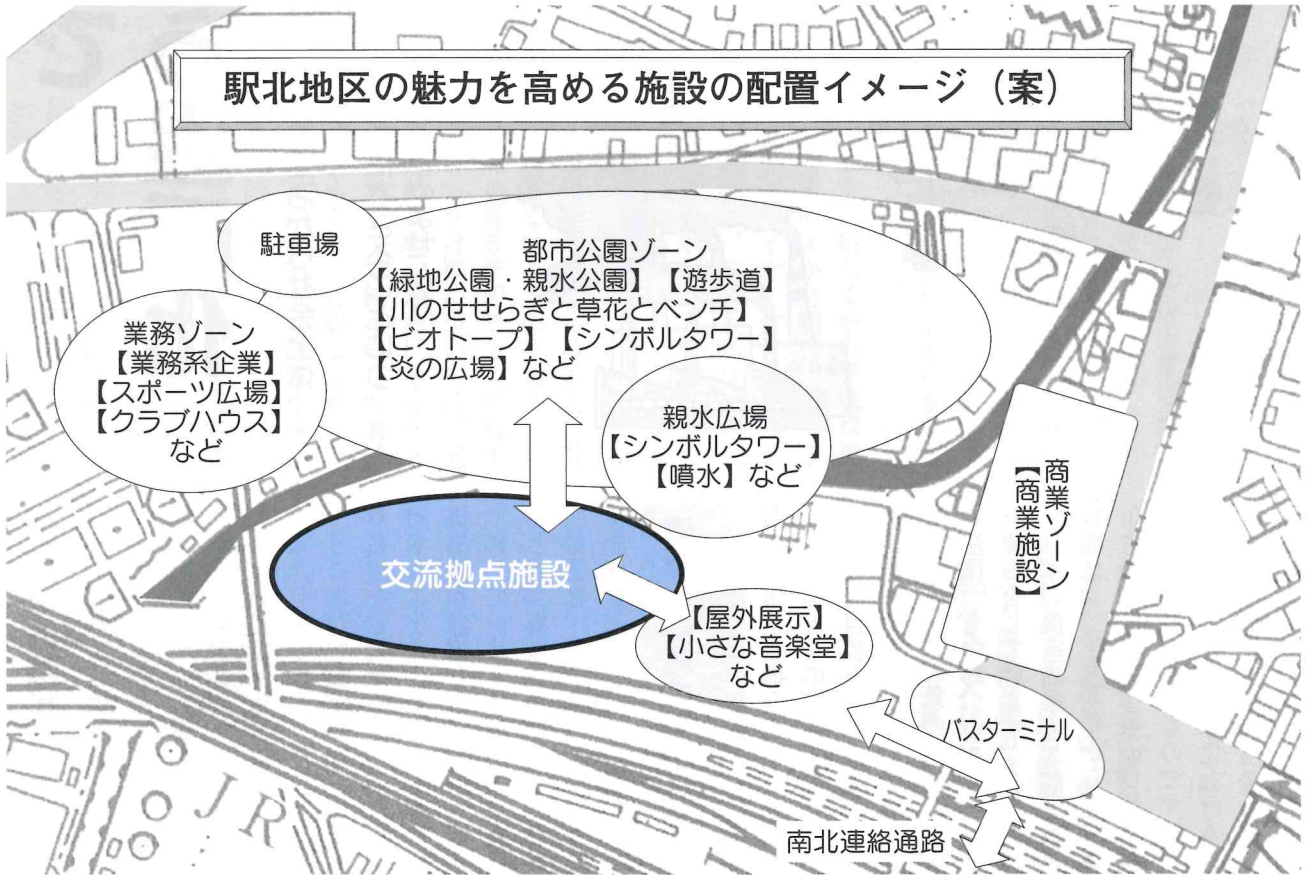 駅北地区の魅力を高める施設の配置イメージ（案）
駐車場
都市公園ゾーン
【緑地公園・親水公園】【遊歩道】
【川のせせらぎと草花とベンチ】
【ビオトープ】【シンボルタワー】
【炎の広場】など
業務ゾーン
【業務系企業】
【スポーツ広場】
【クラブハウス】
など
親水広場
【シンボルタワー】
【噴水】など
商業ゾーン
【商業施設】
交流拠点施設
【屋外展示】
【小さな音楽堂】
など
バスターミナル
南北連絡通路
JR